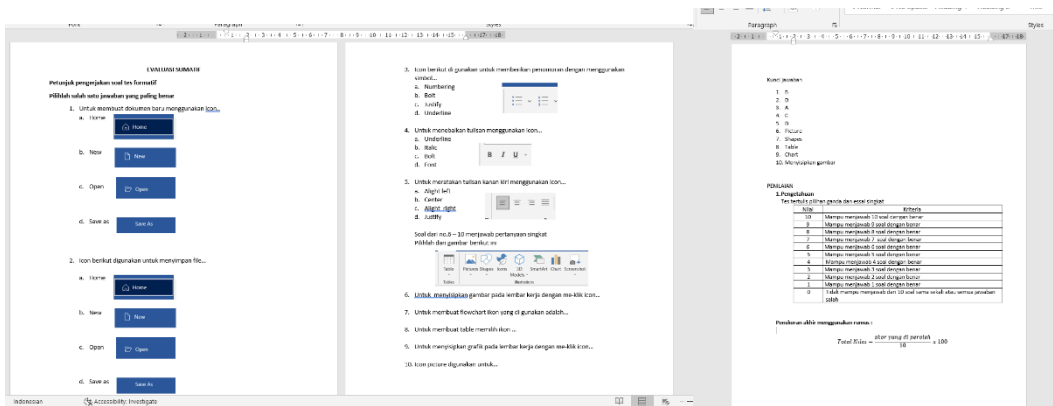 Paragraph
Styles
EVALUASI SUMATIF
Petunjuk pengerjakan soal tes formatif
Pilihlah salah satu jawaban yang paling benar
1. Untuk membuat dokumen baru menggunakan icon...
a. Home
Home
b. New
New
c. Open
Open
d. Save as
Save As
2. Icon berikut digunakan untuk menyimpan file...
a. Home
Home
b. New
New
c. Open
Open
d. Save as
Save As
Indonesian
Accessibility: Investigate
3. Icon berikut di gunakan untuk memberikan penomoran dengan menggunakan
simbol...
a. Numbering
b. Bolt
c. Justify
d. Underline
4. Untuk menebalkan tulisan menggunakan icon...
a. Underline
b. Italic
c. Bolt
d. Font
B I U
5. Untuk meratakan tulisan kanan kiri menggunakan icon...
a. Alight left
b. Center
c. Alight right
d. Justify
Soal dari no.6 – 10 menjawab pertanyaan singkat
Pilihlah dan gambar berikut ini
Table Pictures Shapes Icons 3D Models SmartArt Chart Screenshot
Tables Illustrations
6. Untuk menyisipkan gambar pada lembar kerja dengan me-klik icon...
7. Untuk membuat flowchart ikon yang di gunakan adalah...
8. Untuk membuat table memilih ikon ...
9. Untuk menyisipkan grafik pada lembar kerja dengan me-klik icon...
10. Icon picture digunakan untuk...
Paragraph
Styles
Kunci jawaban
1. B
2. D
3. A
4. C
5. D
6. Picture
7. Shapes
8. Table
9. Chart
10. Menyisipkan gambar
PENILAIAN
1.Pengetahuan
Tes tertulis pilihan ganda dan essai singkat
Nilai Kriteria
10 Mampu menjawab 10 soal dengan benar
9 Mampu menjawab 9 soal dengan benar
8 Mampu menjawab 8 soal dengan benar
7 Mampu menjawab 7 soal dengan benar
6 Mampu menjawab 6 soal dengan benar
5 Mampu menjawab 5 soal dengan benar
4 Mampu menjawab 4 soal dengan benar
3 Mampu menjawab 3 soal dengan benar
2 Mampu menjawab 2 soal dengan benar
1 Mampu menjawab 1 soal dengan benar
0 Tidak mampu menjawab dari 10 soal sama sekali atau semua jawaban
salah
Penskoran akhir menggunakan rumus :
Total Nilai = skor yang di peroleh / 10 x 100